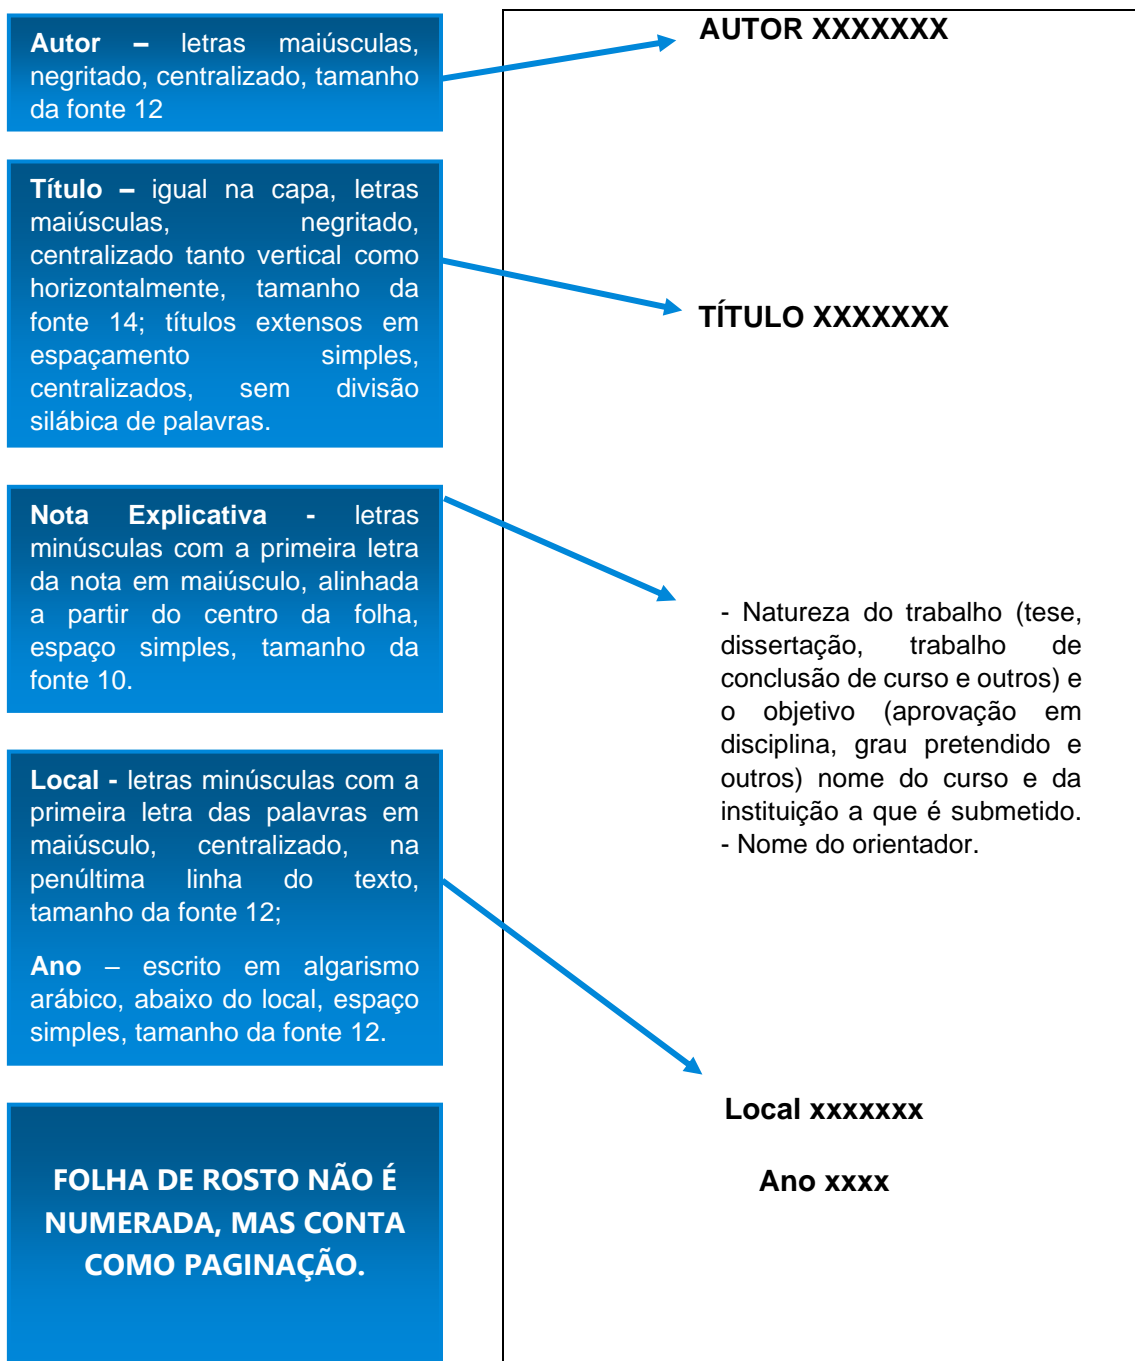 Autor – letras maiúsculas,
negritado, centralizado, tamanho
da fonte 12
AUTOR XXXXXXX
Título – igual na capa, letras
maiúsculas, negritado,
centralizado tanto vertical como
horizontalmente, tamanho da
fonte 14; títulos extensos em
espaçamento simples,
centralizados, sem divisão
silábica de palavras.
TÍTULO XXXXXXX
Nota Explicativa - letras
minúsculas com a primeira letra
da nota em maiúsculo, alinhada
a partir do centro da folha,
espaço simples, tamanho da
fonte 10.
- Natureza do trabalho (tese,
dissertação, trabalho de
conclusão de curso e outros) e
o objetivo (aprovação em
disciplina, grau pretendido e
outros) nome do curso e da
instituição a que é submetido.
- Nome do orientador.
Local - letras minúsculas com a
primeira letra das palavras em
maiúsculo, centralizado, na
penúltima linha do texto,
tamanho da fonte 12;
Ano – escrito em algarismo
arábico, abaixo do local, espaço
simples, tamanho da fonte 12.
Local xxxxxxx
Ano xxxx
FOLHA DE ROSTO NÃO É
NUMERADA, MAS CONTA
COMO PAGINAÇÃO.